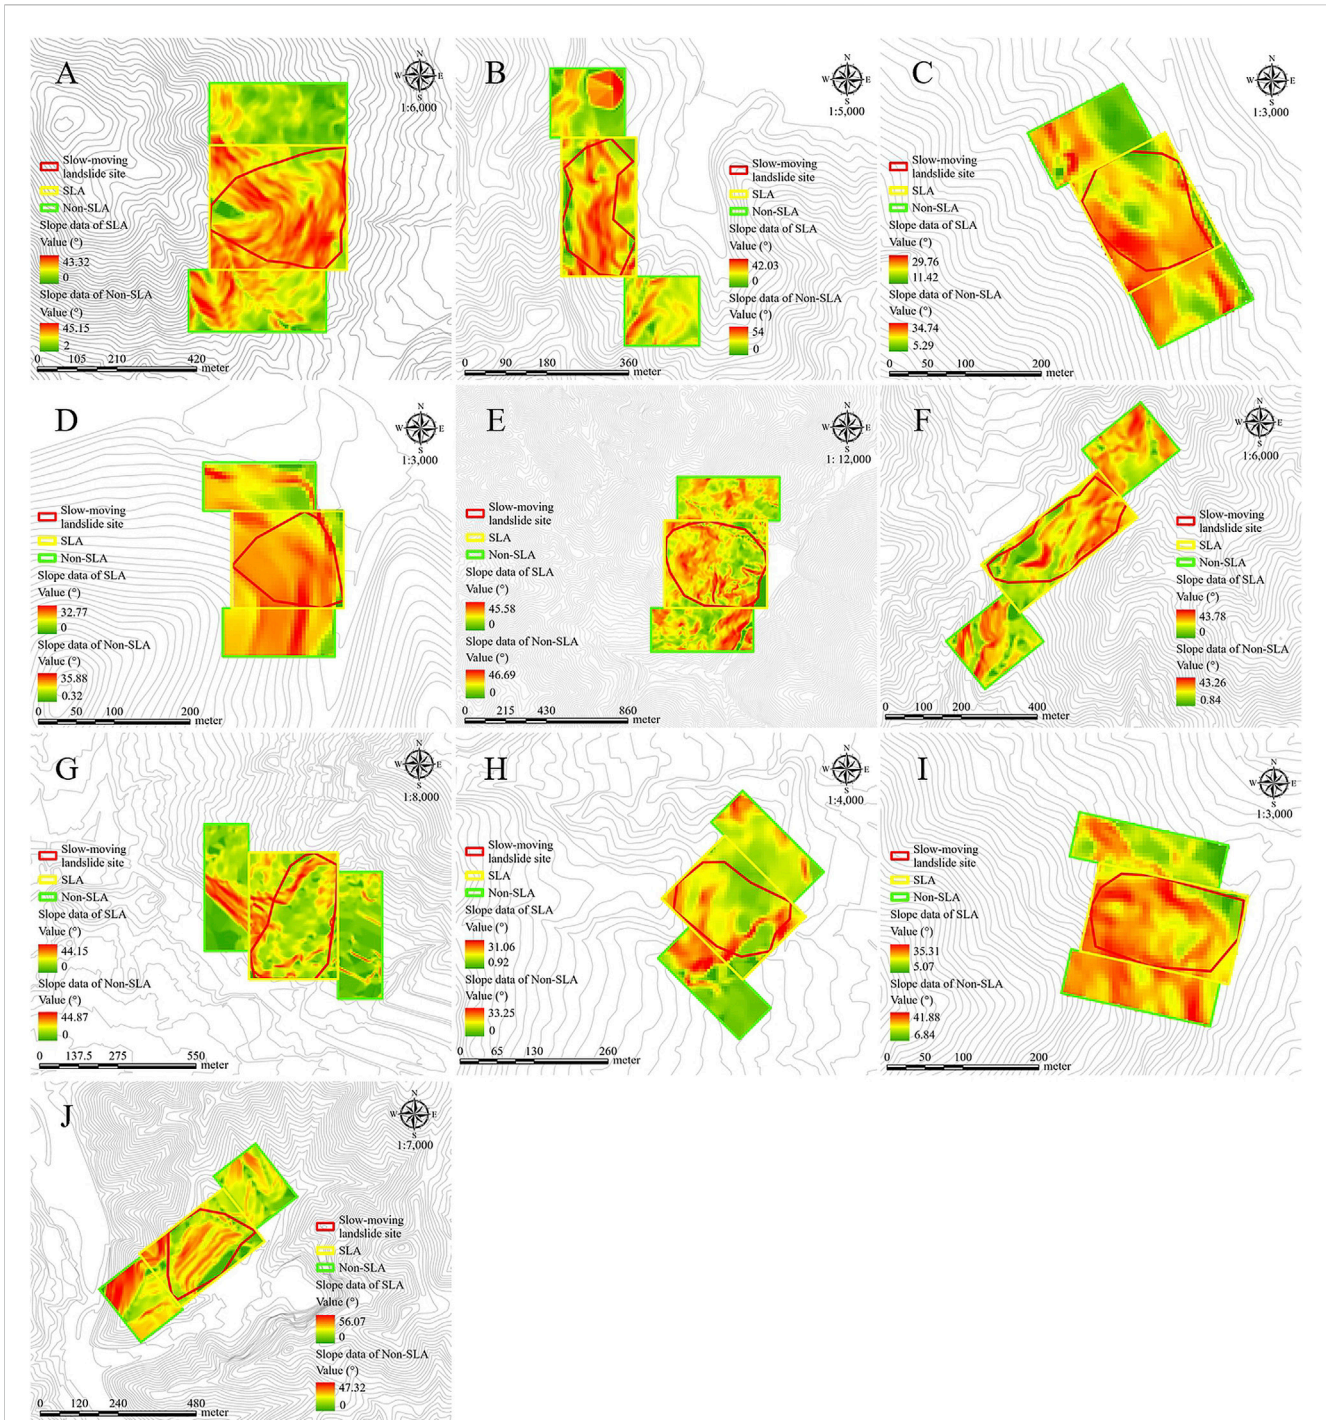 A
N
W E
S
1:6,000
Slow-moving
landslide site
SLA
Non-SLA
Slope data of SLA
Value (°)
43.32
0
Slope data of Non-SLA
Value (°)
45.15
2
0 105 210 420
meter
B
N
W E
S
1:5,000
Slow-moving
landslide site
SLA
Non-SLA
Slope data of SLA
Value (°)
42.03
0
Slope data of Non-SLA
Value (°)
54
0
0 90 180 360
meter
C
N
W E
S
1:3,000
Slow-moving
landslide site
SLA
Non-SLA
Slope data of SLA
Value (°)
29.76
11.42
Slope data of Non-SLA
Value (°)
34.74
5.29
0 50 100 200
meter
D
N
W E
S
1:3,000
Slow-moving
landslide site
SLA
Non-SLA
Slope data of SLA
Value (°)
32.77
0
Slope data of Non-SLA
Value (°)
35.88
0.32
0 50 100 200
meter
E
N
W E
S
1: 12,000
Slow-moving
landslide site
SLA
Non-SLA
Slope data of SLA
Value (°)
45.58
0
Slope data of Non-SLA
Value (°)
46.69
0
0 215 430 860
meter
F
N
W E
S
1:6,000
Slow-moving
landslide site
SLA
Non-SLA
Slope data of SLA
Value (°)
43.78
0
Slope data of Non-SLA
Value (°)
43.26
0.84
0 100 200 400
meter
G
N
W E
S
1:8,000
Slow-moving
landslide site
SLA
Non-SLA
Slope data of SLA
Value (°)
44.15
0
Slope data of Non-SLA
Value (°)
44.87
0
0 137.5 275 550
meter
H
N
W E
S
1:4,000
Slow-moving
landslide site
SLA
Non-SLA
Slope data of SLA
Value (°)
31.06
0.92
Slope data of Non-SLA
Value (°)
33.25
0
0 65 130 260
meter
I
N
W E
S
1:3,000
Slow-moving
landslide site
SLA
Non-SLA
Slope data of SLA
Value (°)
35.31
5.07
Slope data of Non-SLA
Value (°)
41.88
6.84
0 50 100 200
meter
J
N
W E
S
1:7,000
Slow-moving
landslide site
SLA
Non-SLA
Slope data of SLA
Value (°)
56.07
0
Slope data of Non-SLA
Value (°)
47.32
0
0 120 240 480
meter